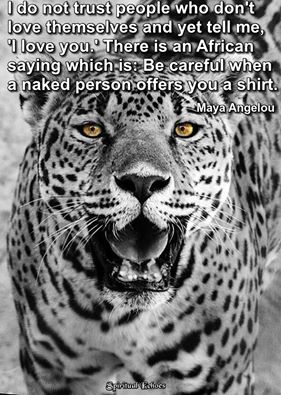 I do not trust people who don't
love themselves and yet tell me,
'I love you.' There is an African
saying which is: Be careful when
a naked person offers you a shirt.
Maya Angelou
Spiritualy Echoes